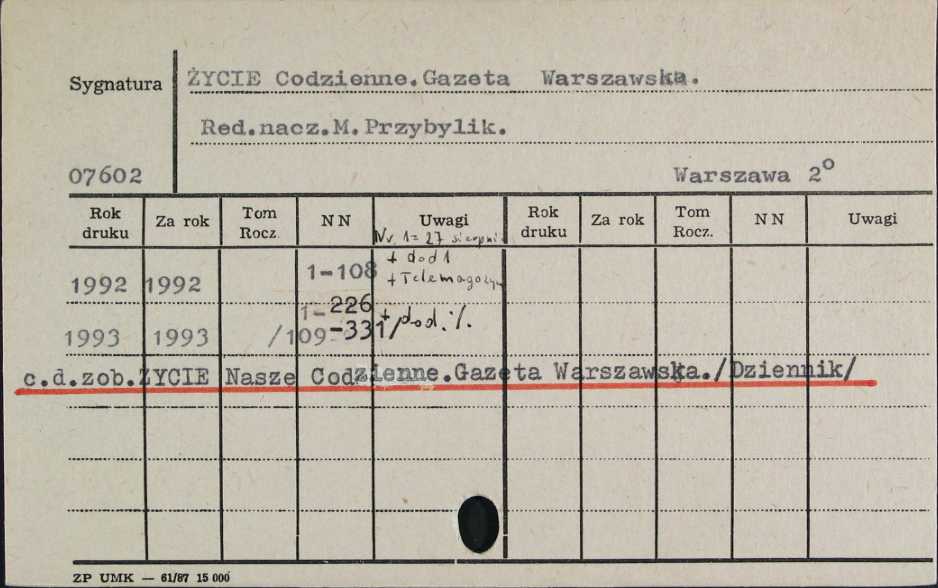 Sygnatura ŻYCIE Codzienne.Gazeta Warszawska.
Red.nacz.M.Przybylik.
07602 Warszawa 2º
Rok druku Za rok Tom Rocz. NN Uwagi Rok druku Za rok Tom Rocz. NN Uwagi
Nr 1= 27 sierpnia
1992 1992 1-108 + dod 1
+ Telemagazyn
1-226
1993 1993 /109-331/ + dod. %.
c.d.zob.ŻYCIE Nasze Codzienne.Gazeta Warszawska./Dziennik/
ZP UMK — 61/87 15 000